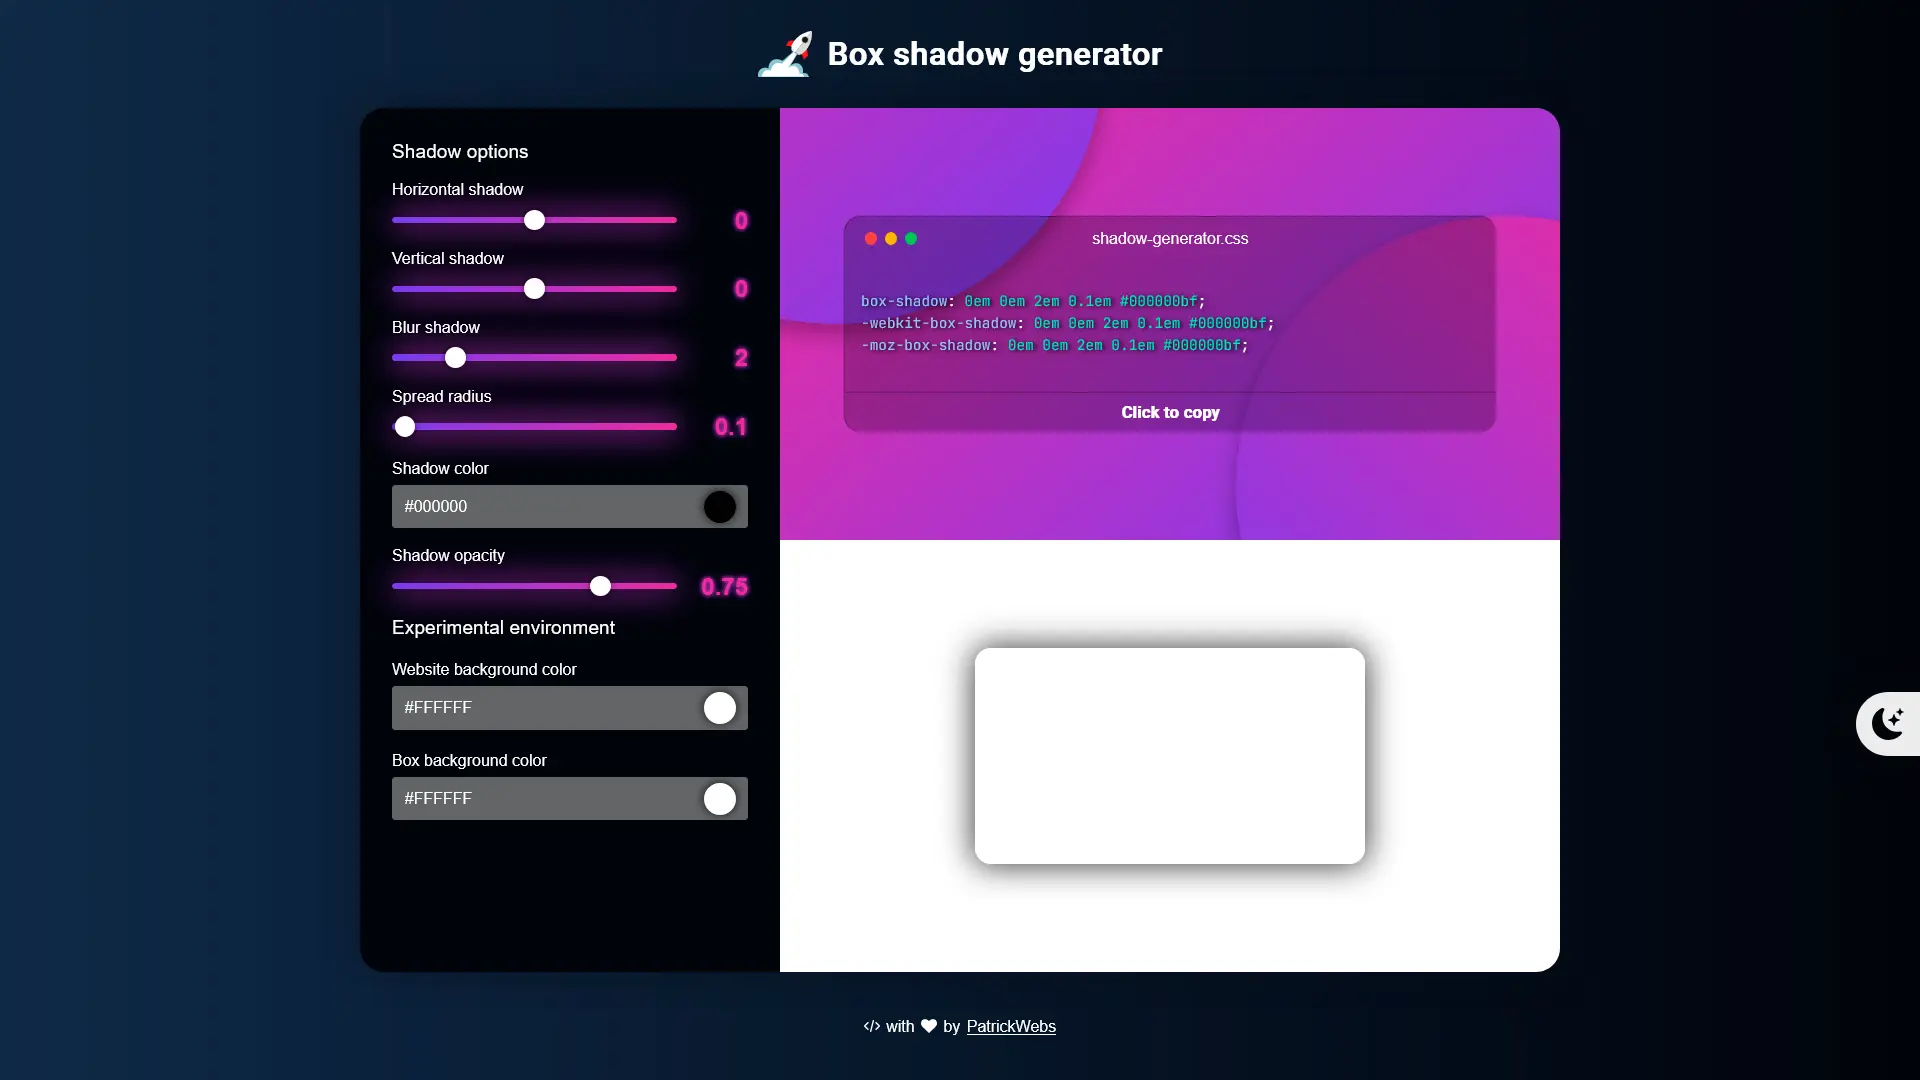 Box shadow generator
Shadow options
Horizontal shadow
0
Vertical shadow
0
Blur shadow
2
Spread radius
0.1
Shadow color
#000000
Shadow opacity
0.75
Experimental environment
Website background color
#FFFFFF
Box background color
#FFFFFF
shadow-generator.css
box-shadow: 0em 0em 2em 0.1em #000000bf;
-webkit-box-shadow: 0em 0em 2em 0.1em #000000bf;
-moz-box-shadow: 0em 0em 2em 0.1em #000000bf;
Click to copy
with by PatrickWebs